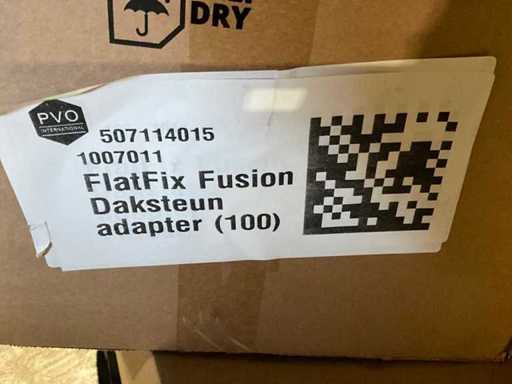 DRY
PVO
INTERNATIONAL
507114015
1007011
FlatFix Fusion
Daksteun
adapter (100)